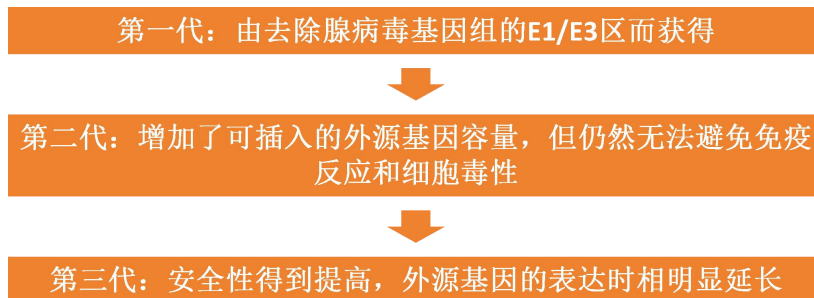 第一代：由去除腺病毒基因组的E1/E3区而获得
第二代：增加了可插入的外源基因容量，但仍然无法避免免疫
反应和细胞毒性
第三代：安全性得到提高，外源基因的表达时相明显延长